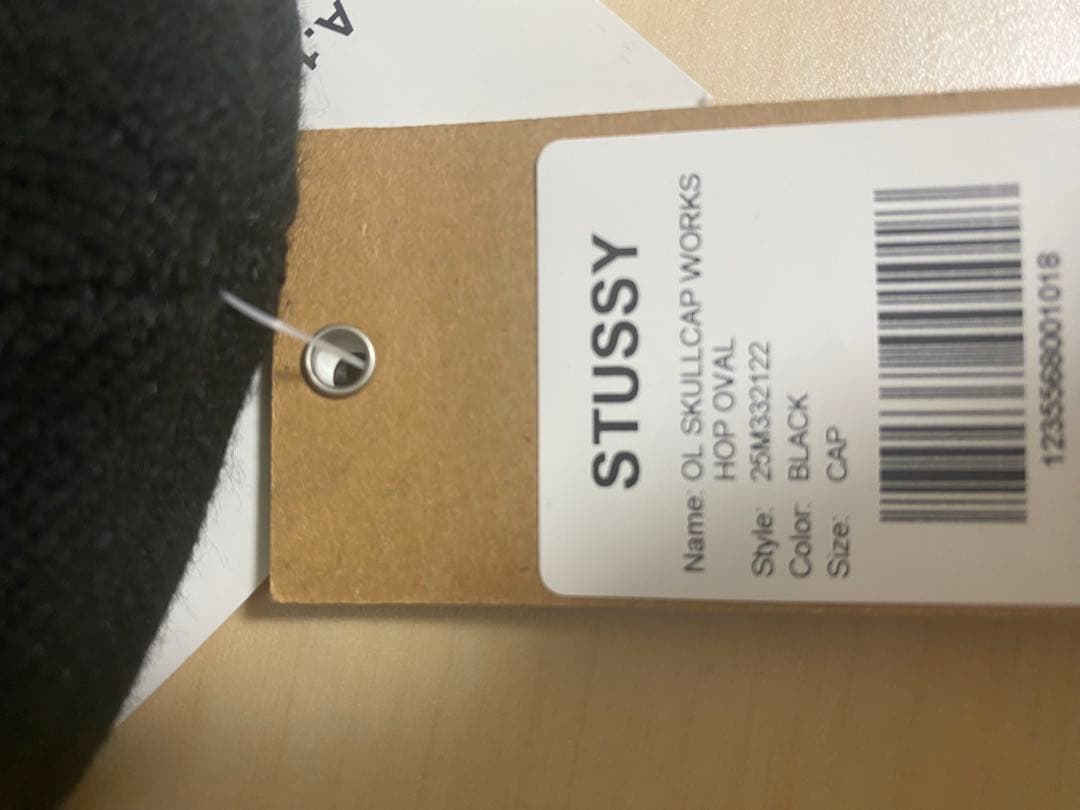 STUSSY
Name: OL SKULLCAP WORKS
HOP OVAL
Style: 25M332122
Color: BLACK
Size: CAP
1235568001018
A.